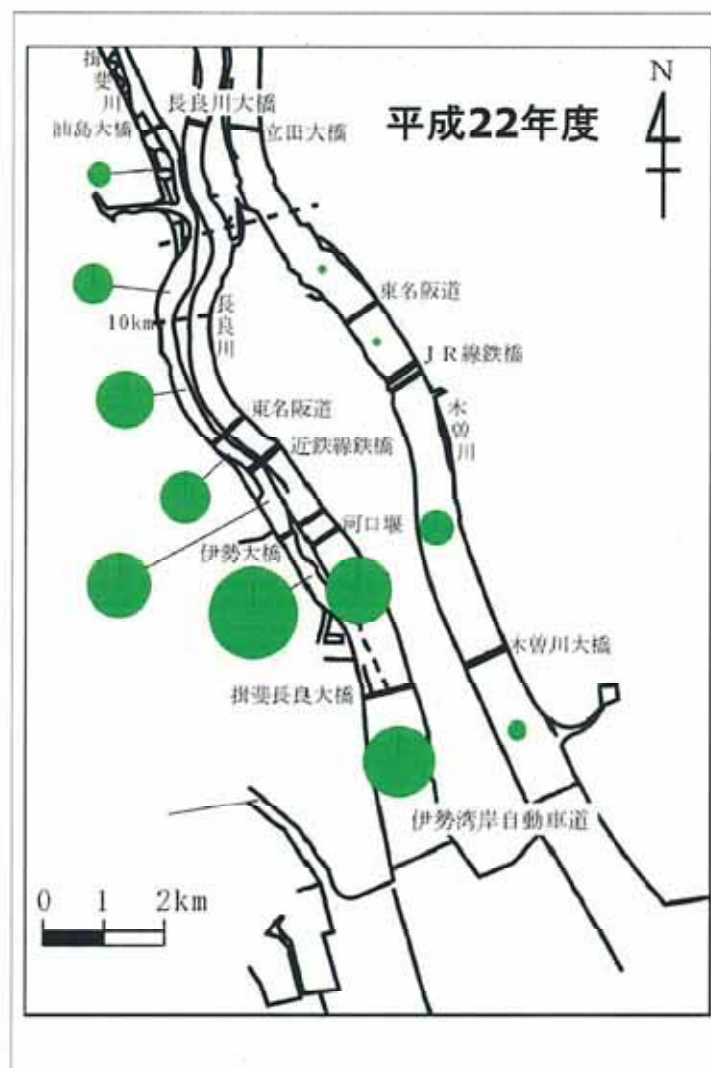 揖斐川
長良川大橋
油島大橋
立田大橋
平成22年度
N
東名阪道
10km
長良川
JR線鉄橋
木曽川
東名阪道
近鉄線鉄橋
河口堰
伊勢大橋
木曽川大橋
揖斐長良大橋
伊勢湾岸自動車道
0 1 2km